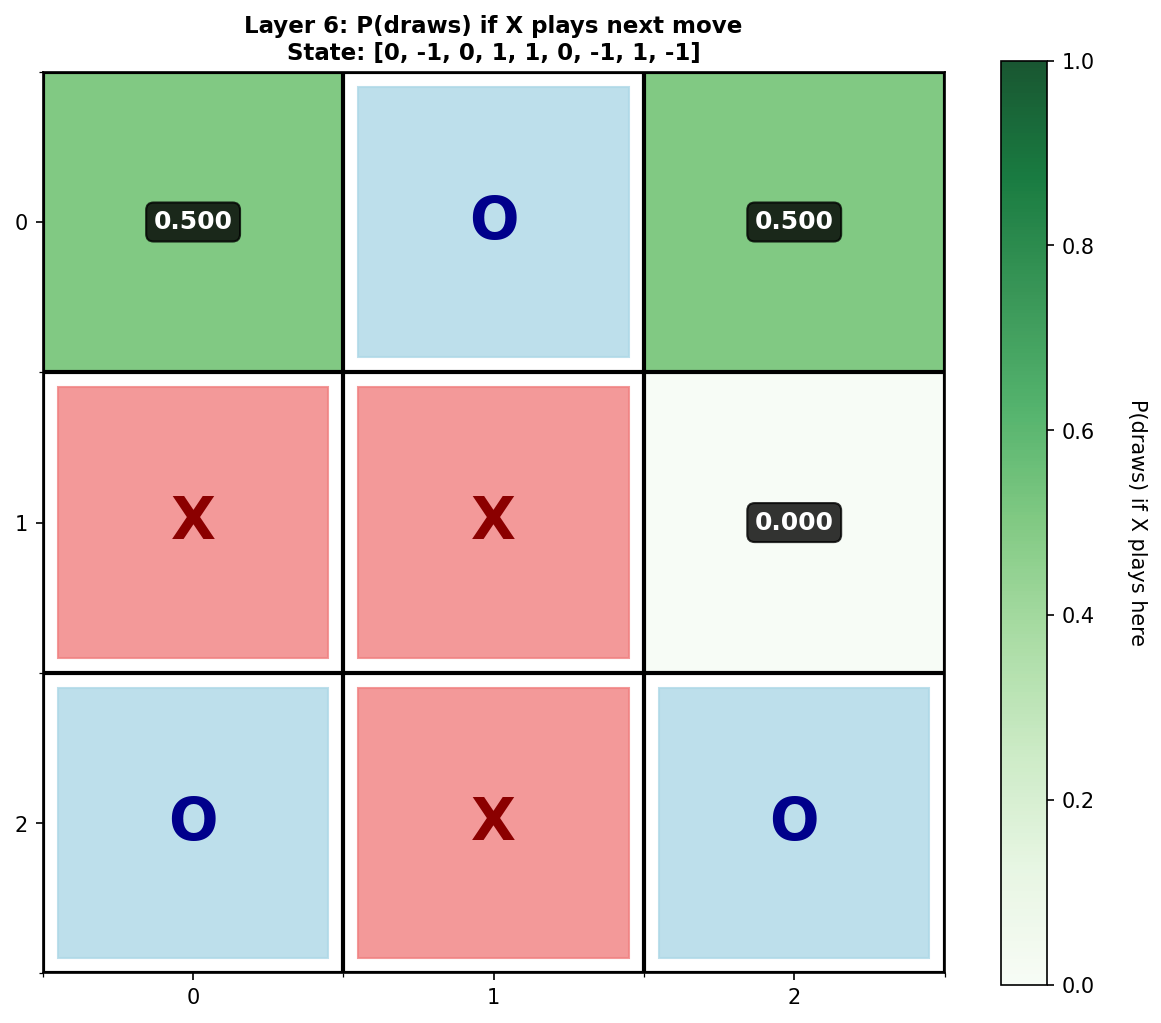 Layer 6: P(draws) if X plays next move
State: [0, -1, 0, 1, 1, 0, -1, 1, -1]
0
0.500
O
0.500
1
X
X
0.000
2
O
X
O
0
1
2
1.0
0.8
0.6
0.4
0.2
0.0
P(draws) if X plays here